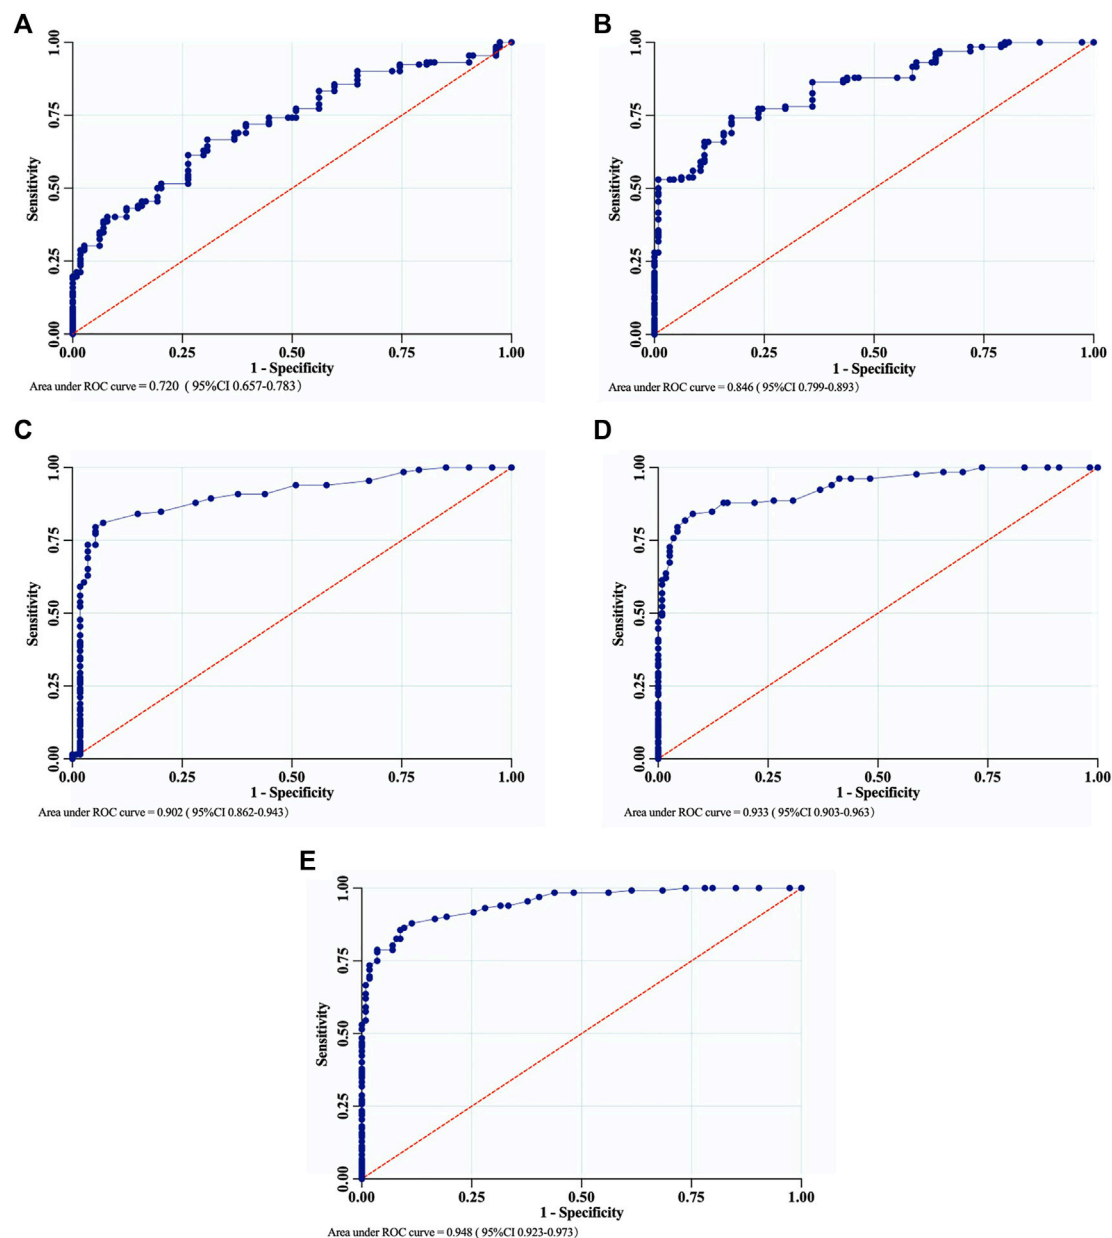 A
1.00
0.75
0.50
0.25
0.00
Sensitivity
0.00 0.25 0.50 0.75 1.00
1 - Specificity
Area under ROC curve = 0.720 ( 95%CI 0.657-0.783)
B
1.00
0.75
0.50
0.25
0.00
Sensitivity
0.00 0.25 0.50 0.75 1.00
1 - Specificity
Area under ROC curve = 0.846 ( 95%CI 0.799-0.893)
C
1.00
0.75
0.50
0.25
0.00
Sensitivity
0.00 0.25 0.50 0.75 1.00
1 - Specificity
Area under ROC curve = 0.902 ( 95%CI 0.862-0.943)
D
1.00
0.75
0.50
0.25
0.00
Sensitivity
0.00 0.25 0.50 0.75 1.00
1 - Specificity
Area under ROC curve = 0.933 ( 95%CI 0.903-0.963)
E
1.00
0.75
0.50
0.25
0.00
Sensitivity
0.00 0.25 0.50 0.75 1.00
1 - Specificity
Area under ROC curve = 0.948 ( 95%CI 0.923-0.973)